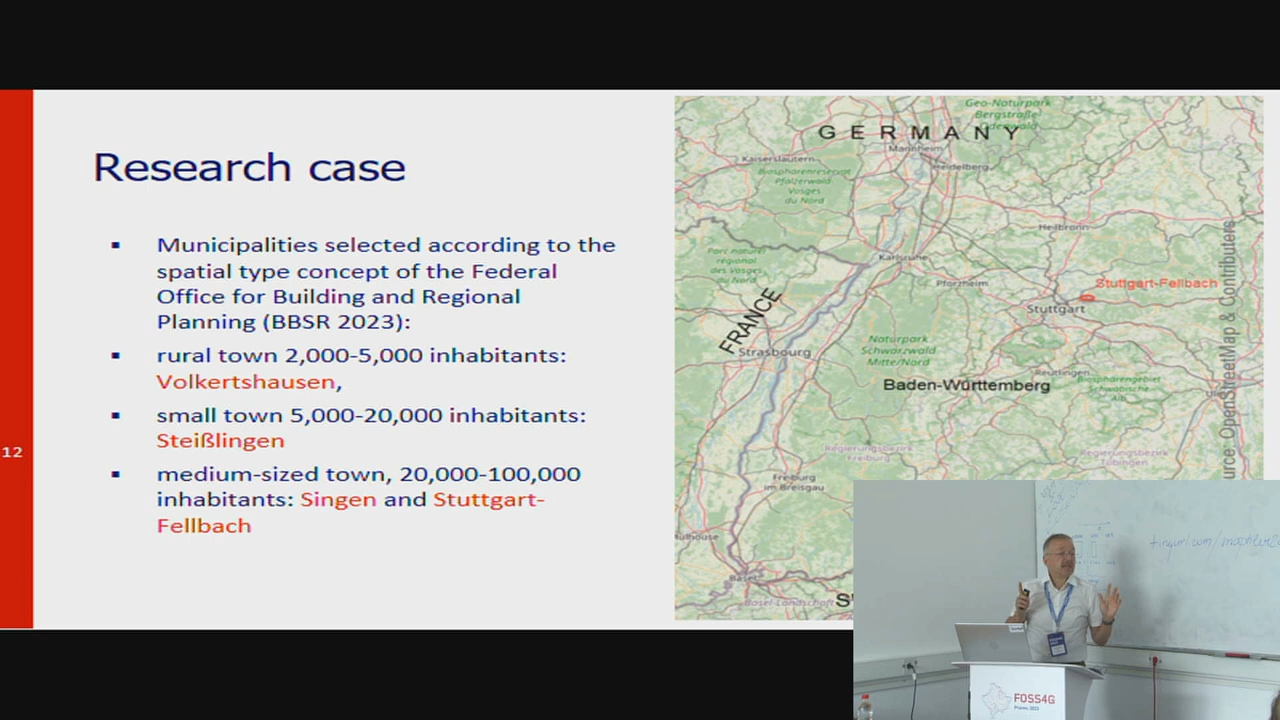 Research case
Municipalities selected according to the
spatial type concept of the Federal
Office for Building and Regional
Planning (BBSR 2023):
rural town 2,000-5,000 inhabitants:
Volkertshausen,
small town 5,000-20,000 inhabitants:
Steißlingen
medium-sized town, 20,000-100,000
inhabitants: Singen and Stuttgart-
Fellbach
12
Geo-Naturpark
Bergstraße-
Odenwald
GERMANY
Mannheim
Kaiserslautern
Heidelberg
Biosphärenreservat
Pfälzerwald
Vosges
du Nord
Heilbronn
Parc naturel
régional
des Vosges
du Nord
Karlsruhe
Pforzheim
Stuttgart-Fellbach
Stuttgart
FRANCE
Strasbourg
Naturpark
Schwarzwald
Mitte/Nord
Reutlingen
Baden-Württemberg
Biosphärengebiet
Schwäbische
Alb
Regierungsbezirk
Freiburg
Regierungsbezirk
Tübingen
Freiburg
im Breisgau
Basel
Basel-Landschaft
OpenStreetMap & Contributers
FOSS4G